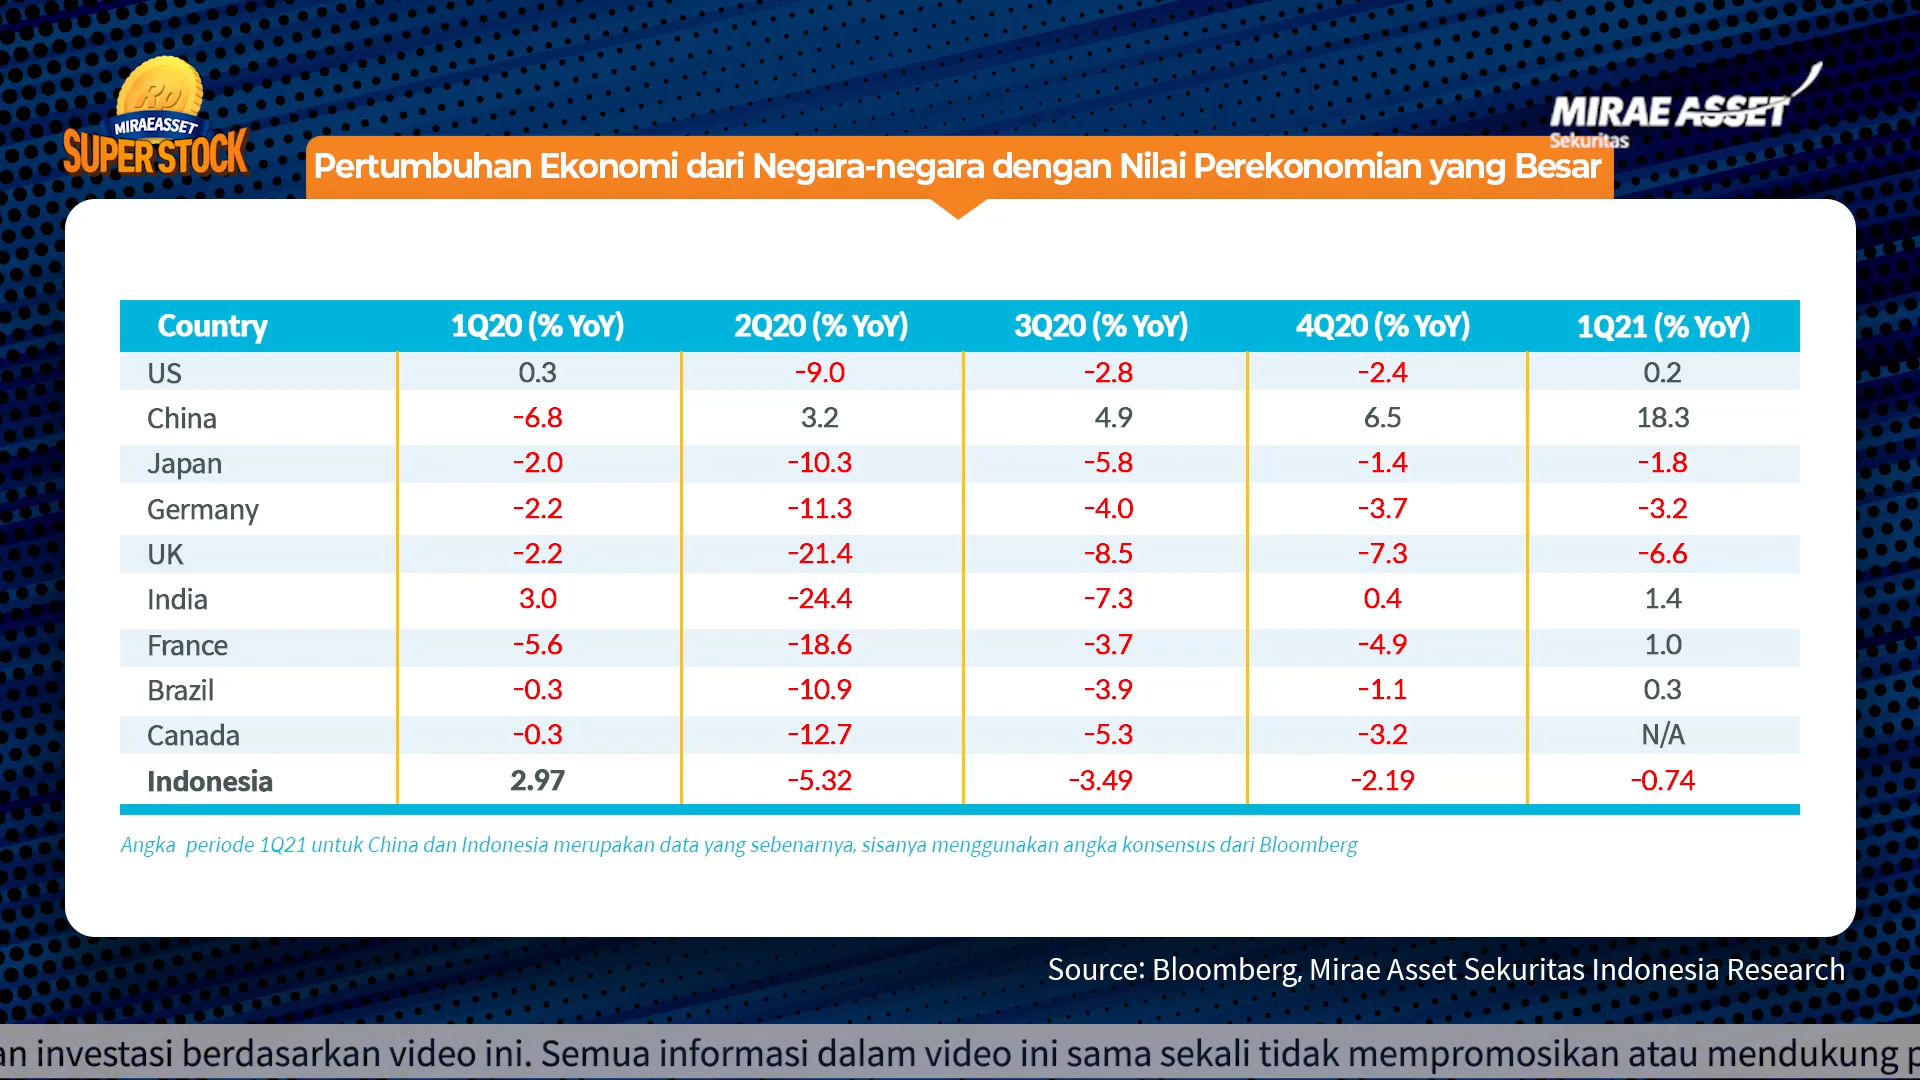 Rp
MIRAEASSET
SUPERSTOCK
MIRAE ASSET
Sekuritas
Pertumbuhan Ekonomi dari Negara-negara dengan Nilai Perekonomian yang Besar
Country 1Q20 (% YoY) 2Q20 (% YoY) 3Q20 (% YoY) 4Q20 (% YoY) 1Q21 (% YoY)
US 0.3 -9.0 -2.8 -2.4 0.2
China -6.8 3.2 4.9 6.5 18.3
Japan -2.0 -10.3 -5.8 -1.4 -1.8
Germany -2.2 -11.3 -4.0 -3.7 -3.2
UK -2.2 -21.4 -8.5 -7.3 -6.6
India 3.0 -24.4 -7.3 0.4 1.4
France -5.6 -18.6 -3.7 -4.9 1.0
Brazil -0.3 -10.9 -3.9 -1.1 0.3
Canada -0.3 -12.7 -5.3 -3.2 N/A
Indonesia 2.97 -5.32 -3.49 -2.19 -0.74
Angka periode 1Q21 untuk China dan Indonesia merupakan data yang sebenarnya, sisanya menggunakan angka konsensus dari Bloomberg
Source: Bloomberg, Mirae Asset Sekuritas Indonesia Research
an investasi berdasarkan video ini. Semua informasi dalam video ini sama sekali tidak mempromosikan atau mendukung p